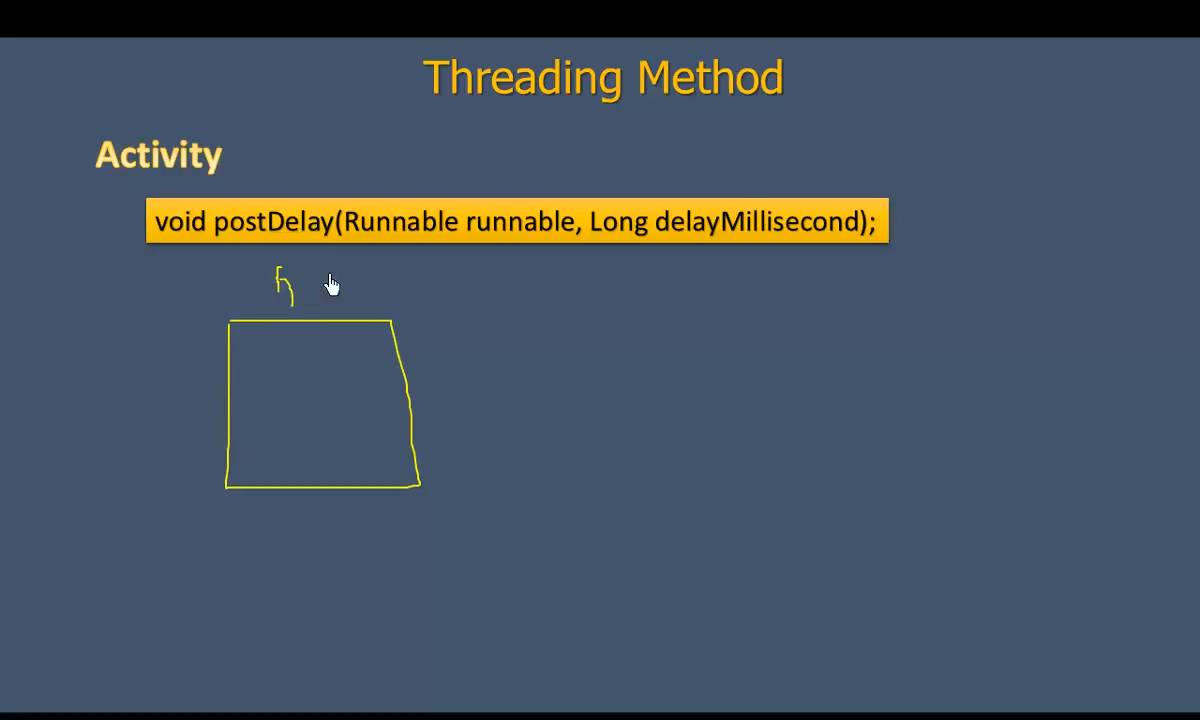 Threading Method
Activity
void postDelay(Runnable runnable, Long delayMillisecond);